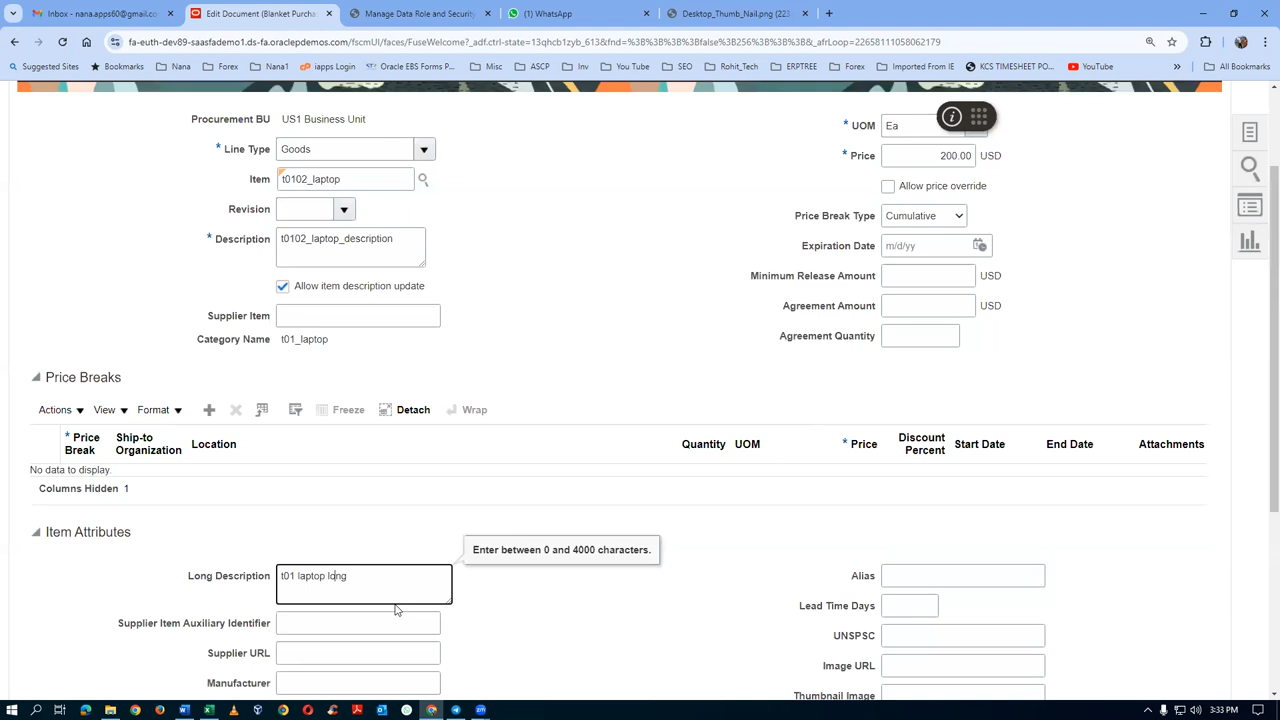 Mail - nana.apps60@gmail.co
Edit Document (Blanket Purcha
Manage Data Role and Security
(1) WhatsApp
Desktop_Thumb_Nail.png (223
fa-euth-dev89-saasfademo1.ds-fa.oraclepdemos.com/fscmUI/faces/FuseWelcome?_adf.ctrl-state=13qhcb1zyb_613&fnd=%3B%3B%3B%3Bfalse%3B256%3B%3B%3B&_afrLoop=22658111058062179
Suggested Sites
Bookmarks
Nana
Forex
Nana1
iapps Login
Oracle EBS Forms P...
Misc
ASCP
Inv
You Tube
SEO
Rohit_Tech
ERPTREE
Forex
Imported From IE
KCS TIMESHEET PO...
YouTube
All Bookmarks
Procurement BU US1 Business Unit
* Line Type Goods
Item t0102_laptop
Revision
* Description t0102_laptop_description
Allow item description update
Supplier Item
Category Name t01_laptop
* UOM Ea
* Price 200.00 USD
Allow price override
Price Break Type Cumulative
Expiration Date m/d/yy
Minimum Release Amount USD
Agreement Amount USD
Agreement Quantity
Price Breaks
Actions View Format Freeze Detach Wrap
* Price Break
Ship-to Organization
Location
Quantity
UOM
* Price
Discount Percent
Start Date
End Date
Attachments
No data to display.
Columns Hidden 1
Item Attributes
Enter between 0 and 4000 characters.
Long Description t01 laptop long
Supplier Item Auxiliary Identifier
Supplier URL
Manufacturer
Alias
Lead Time Days
UNSPSC
Image URL
Thumbnail Image
3:33 PM